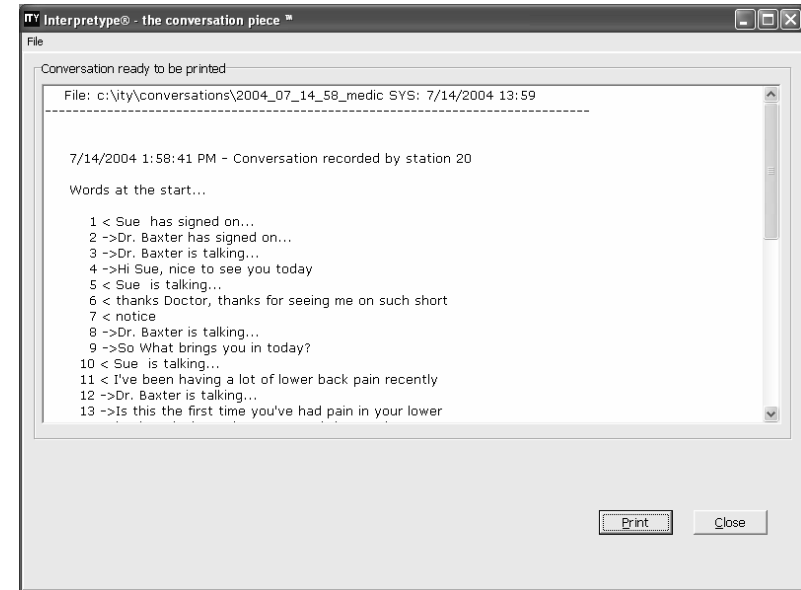 ITY Interpretype® - the conversation piece ™
File
Conversation ready to be printed
File: c:\ity\conversations\2004_07_14_58_medic SYS: 7/14/2004 13:59
--------------------------------------------------------------------------------
7/14/2004 1:58:41 PM - Conversation recorded by station 20
Words at the start...
1 < Sue  has signed on...
2 ->Dr. Baxter has signed on...
3 ->Dr. Baxter is talking...
4 ->Hi Sue, nice to see you today
5 < Sue  is talking...
6 < thanks Doctor, thanks for seeing me on such short
7 < notice
8 ->Dr. Baxter is talking...
9 ->So What brings you in today?
10 < Sue  is talking...
11 < I've been having a lot of lower back pain recently
12 ->Dr. Baxter is talking...
13 ->Is this the first time you've had pain in your lower
Print Close